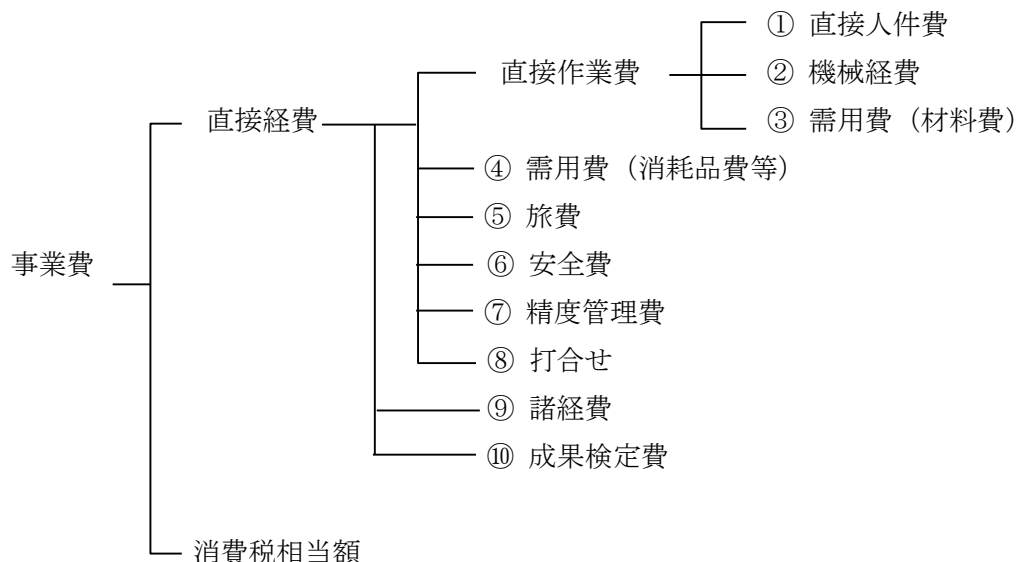 ① 直接人件費
直接作業費
② 機械経費
直接経費
③ 需用費（材料費）
④ 需用費（消耗品費等）
⑤ 旅費
事業費
⑥ 安全費
⑦ 精度管理費
⑧ 打合せ
⑨ 諸経費
⑩ 成果検定費
消費税相当額